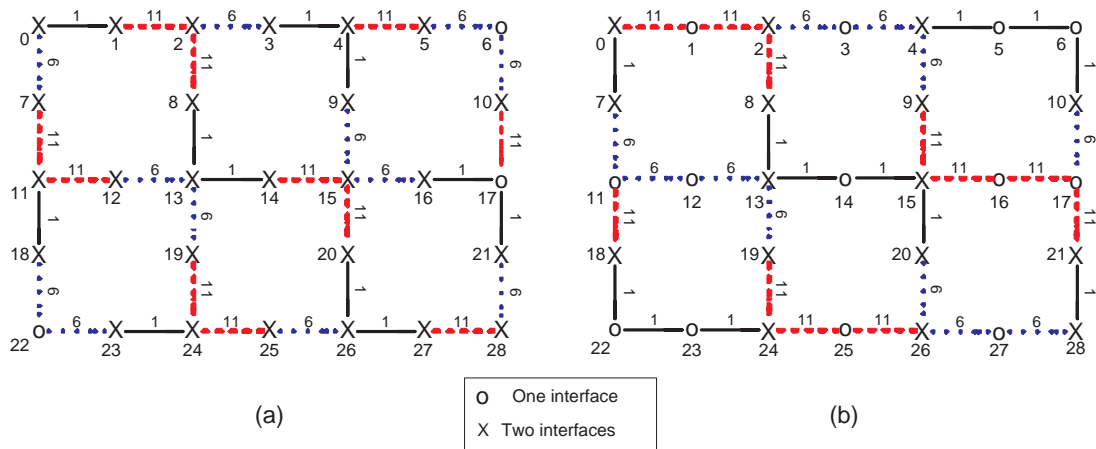 1 11 6 1 11 6
X X X X X X o
0 1 2 3 4 5 6
6 11 1 6
7 X 8 X 9 X X 10
11 1 6 11
11 6 1 11 6 1
X X X X X X o
11 12 13 14 15 16 17
1 6 11 1
18 X 19 X 20 X 21 X
6 11 1 6
6 1 11 6 1 11
o X X X X X X
22 23 24 25 26 27 28
(a)
11 11 6 6 1 1
X o X o X o o
0 1 2 3 4 5 6
1 11 6 1
7 X 8 X 9 X 10 X
6 1 11 6
6 6 1 1 11 11
o o X o X o o
11 12 13 14 15 16 17
11 6 1 11
18 X 19 X 20 X 21 X
1 11 6 1
1 1 11 11 6 6
o o X o X o X
22 23 24 25 26 27 28
(b)
o One interface
X Two interfaces